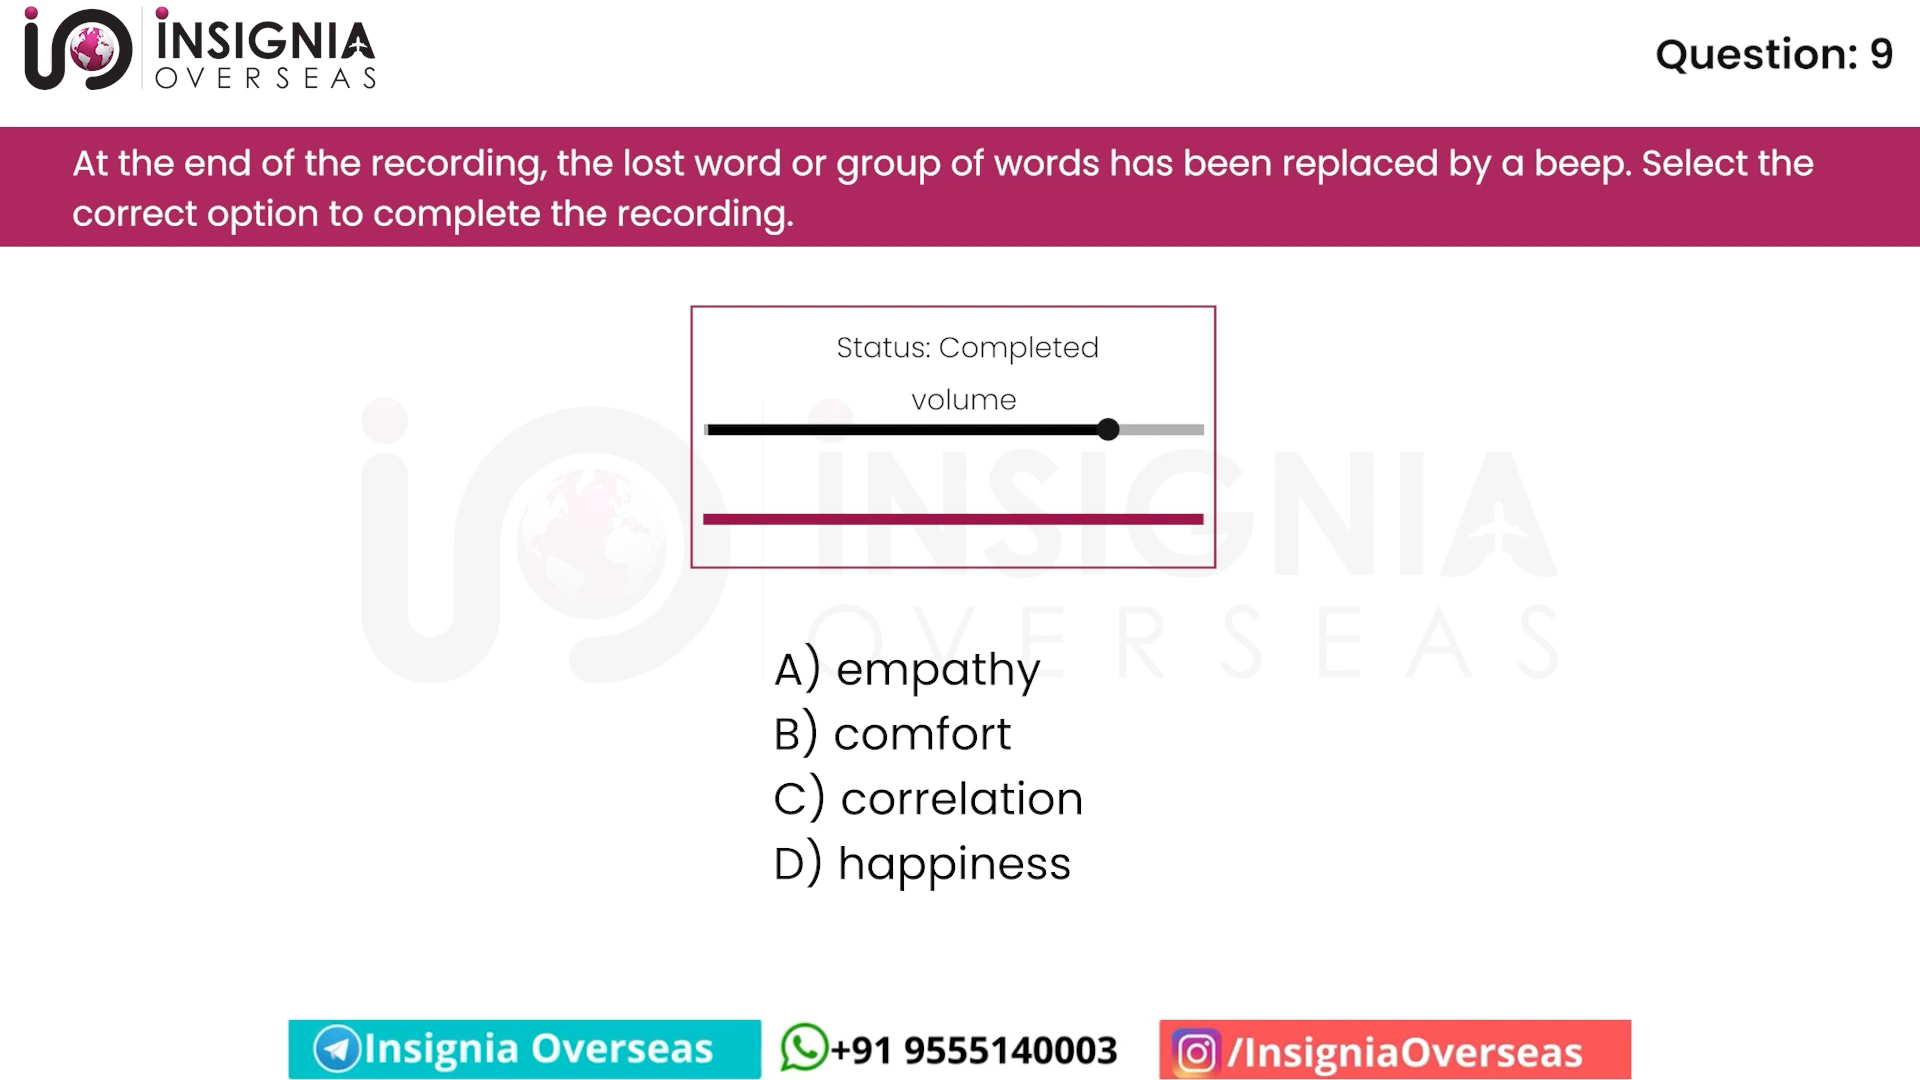 iNSIGNIA
OVERSEAS
Question: 9
At the end of the recording, the lost word or group of words has been replaced by a beep. Select the
correct option to complete the recording.
Status: Completed
volume
iNSIGNIA
OVERSEAS
A) empathy
B) comfort
C) correlation
D) happiness
Insignia Overseas
+91 9555140003
/InsigniaOverseas